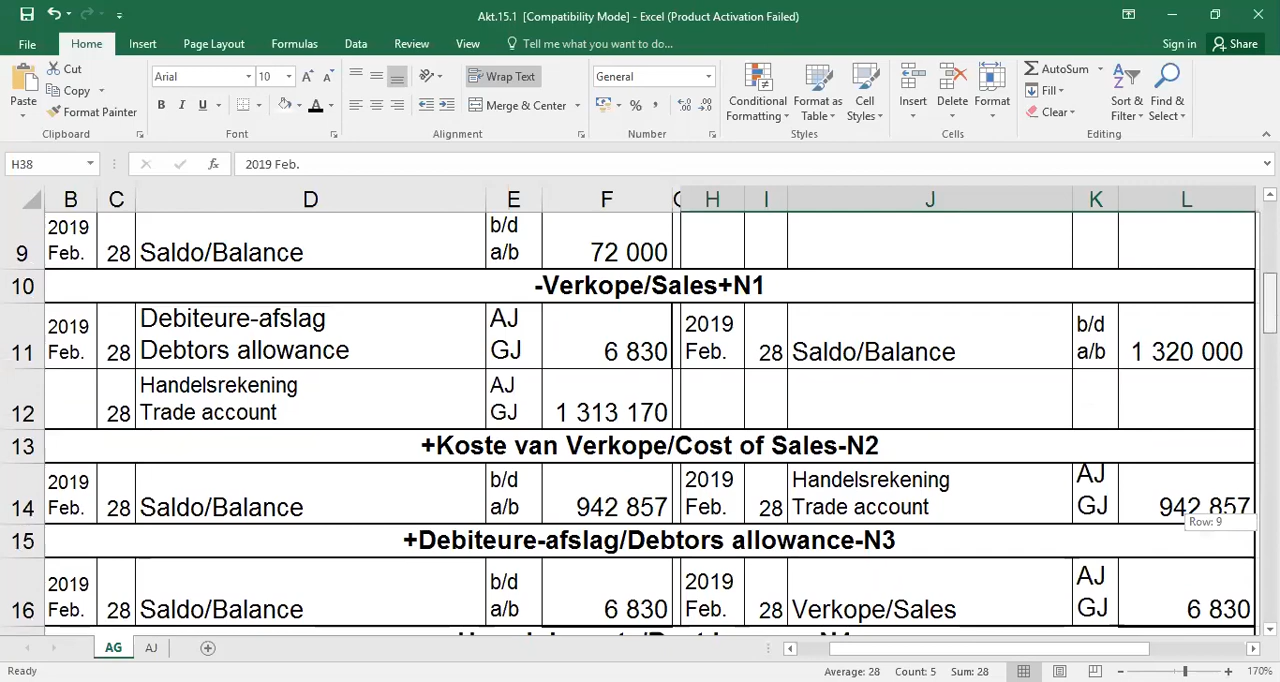 Akt.15.1 [Compatibility Mode] - Excel (Product Activation Failed)
File Home Insert Page Layout Formulas Data Review View Tell me what you want to do... Sign in Share
Paste
Cut
Copy
Format Painter
Clipboard
Arial 10
B I U
Font
Wrap Text
Merge & Center
Alignment
General
%
Number
Conditional Formatting
Format as Table
Cell Styles
Styles
Insert Delete Format
Cells
AutoSum
Fill
Clear
Sort & Filter
Find & Select
Editing
H38 fx 2019 Feb.
B C D E F G H I J K L
9 2019 Feb. 28 Saldo/Balance b/d a/b 72 000
10 -Verkope/Sales+N1
11 2019 Feb. 28 Debiteure-afslag Debtors allowance AJ GJ 6 830 2019 Feb. 28 Saldo/Balance b/d a/b 1 320 000
12 28 Handelsrekening Trade account AJ GJ 1 313 170
13 +Koste van Verkope/Cost of Sales-N2
14 2019 Feb. 28 Saldo/Balance b/d a/b 942 857 2019 Feb. 28 Handelsrekening Trade account AJ GJ 942 857
Row: 9
15 +Debiteure-afslag/Debtors allowance-N3
16 2019 Feb. 28 Saldo/Balance b/d a/b 6 830 2019 Feb. 28 Verkope/Sales AJ GJ 6 830
AG AJ
Ready Average: 28 Count: 5 Sum: 28 170%